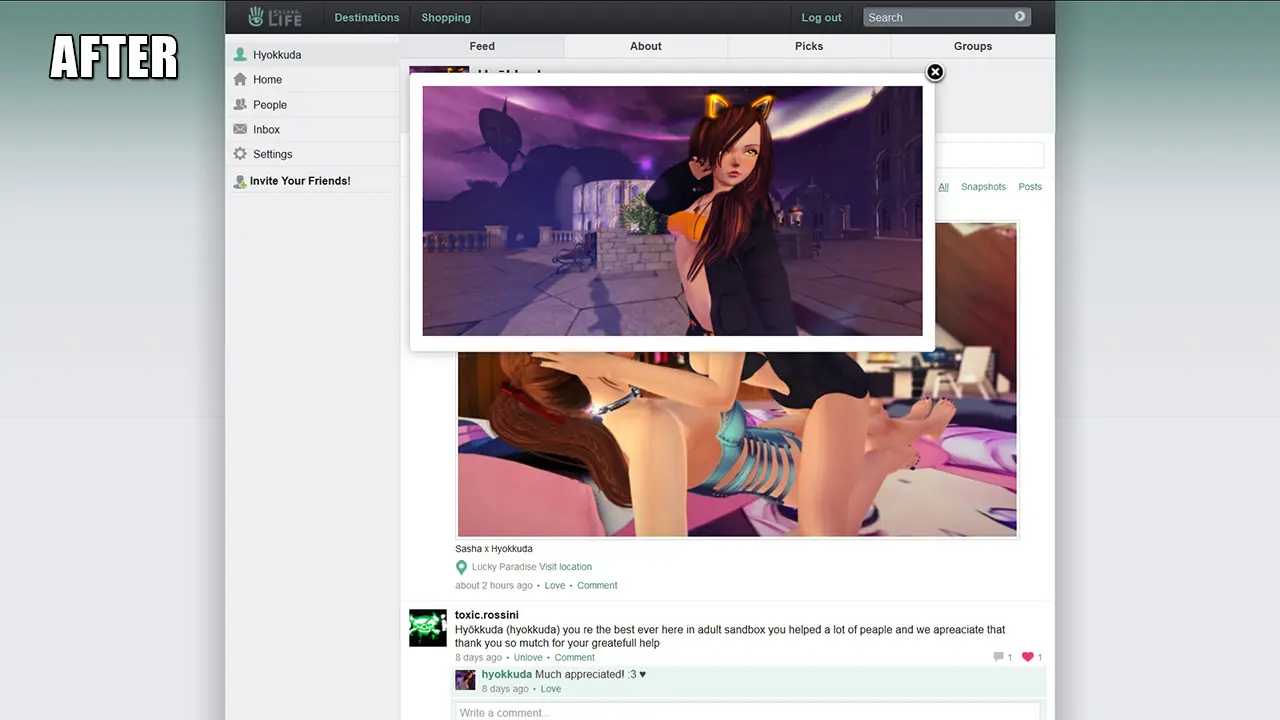 AFTER
SECOND LIFE
Destinations
Shopping
Log out
Search
Hyokkuda
Home
People
Inbox
Settings
Invite Your Friends!
Feed
About
Picks
Groups
All
Snapshots
Posts
Sasha x Hyokkuda
Lucky Paradise Visit location
about 2 hours ago • Love • Comment
toxic.rossini
Hyōkkuda (hyokkuda) you re the best ever here in adult sandbox you helped a lot of peaple and we apreaciate that
thank you so mutch for your greatefull help
8 days ago • Unlove • Comment
1
1
hyokkuda Much appreciated! :3 ♥
8 days ago • Love
Write a comment...